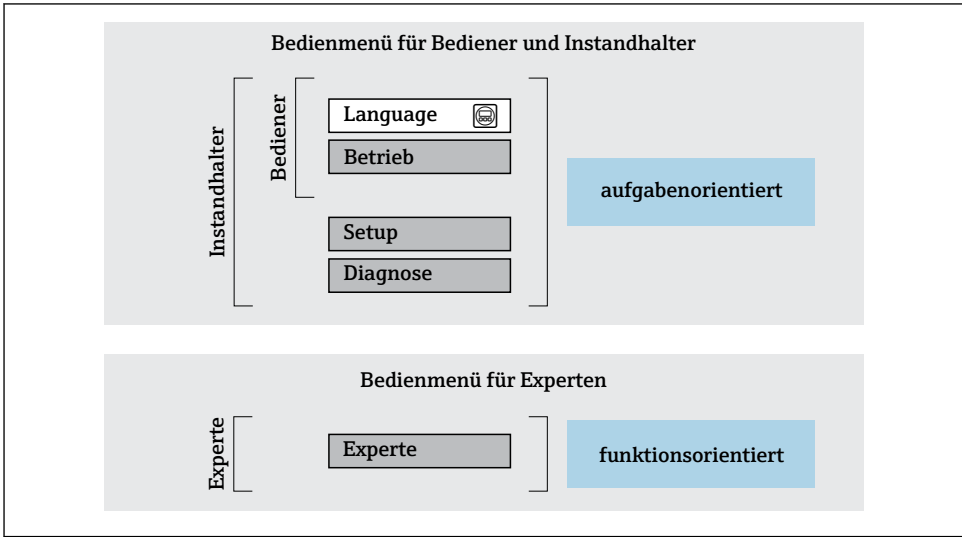 Bedienmenü für Bediener und Instandhalter
Instandhalter
Bediener
Language
Betrieb
Setup
Diagnose
aufgabenorientiert
Bedienmenü für Experten
Experte
Experte
funktionsorientiert